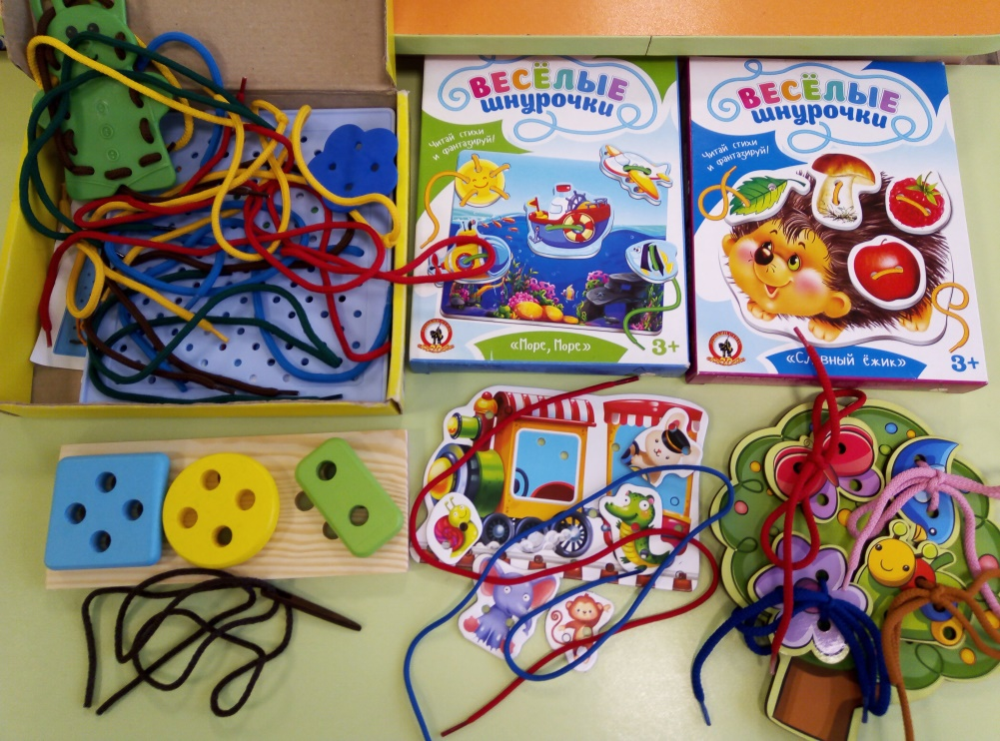 ВЕСЁЛЫЕ
шнурочки
Читай стихи
и фантазируй!
«Море, Море»
3+
ВЕСЁЛЫЕ
шнурочки
Читай стихи
и фантазируй!
«Славный ёжик»
3+